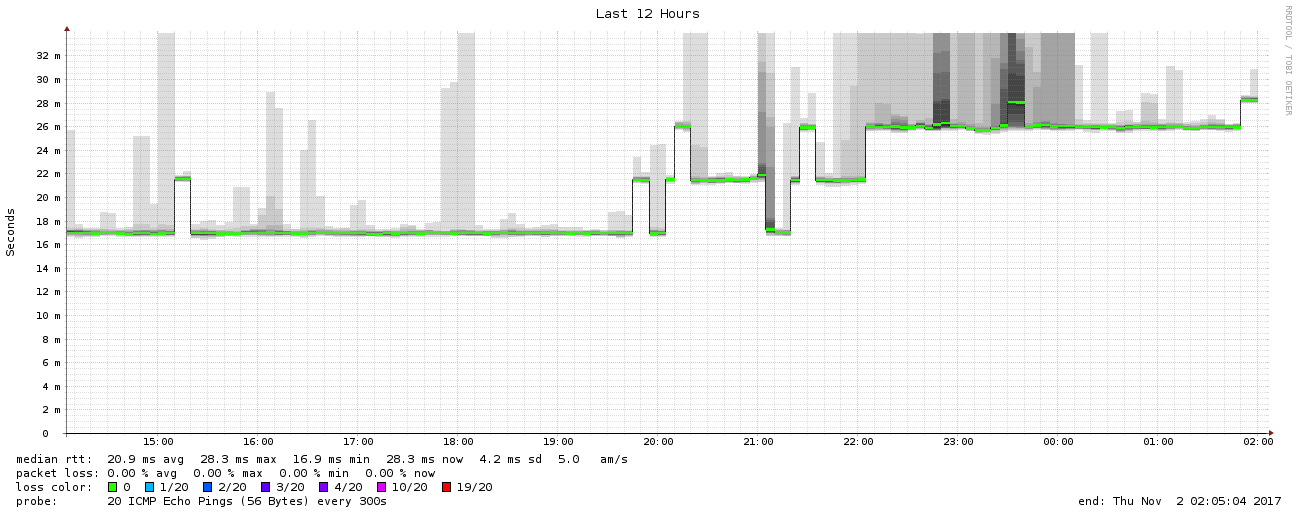 Last 12 Hours
RRDTOOL / TOBI OETIKER
Seconds
32 m
30 m
28 m
26 m
24 m
22 m
20 m
18 m
16 m
14 m
12 m
10 m
8 m
6 m
4 m
2 m
0
15:00 16:00 17:00 18:00 19:00 20:00 21:00 22:00 23:00 00:00 01:00 02:00
median rtt: 20.9 ms avg 28.3 ms max 16.9 ms min 28.3 ms now 4.2 ms sd 5.0 am/s
packet loss: 0.00 % avg 0.00 % max 0.00 % min 0.00 % now
loss color: 0 1/20 2/20 3/20 4/20 10/20 19/20
probe: 20 ICMP Echo Pings (56 Bytes) every 300s end: Thu Nov 2 02:05:04 2017